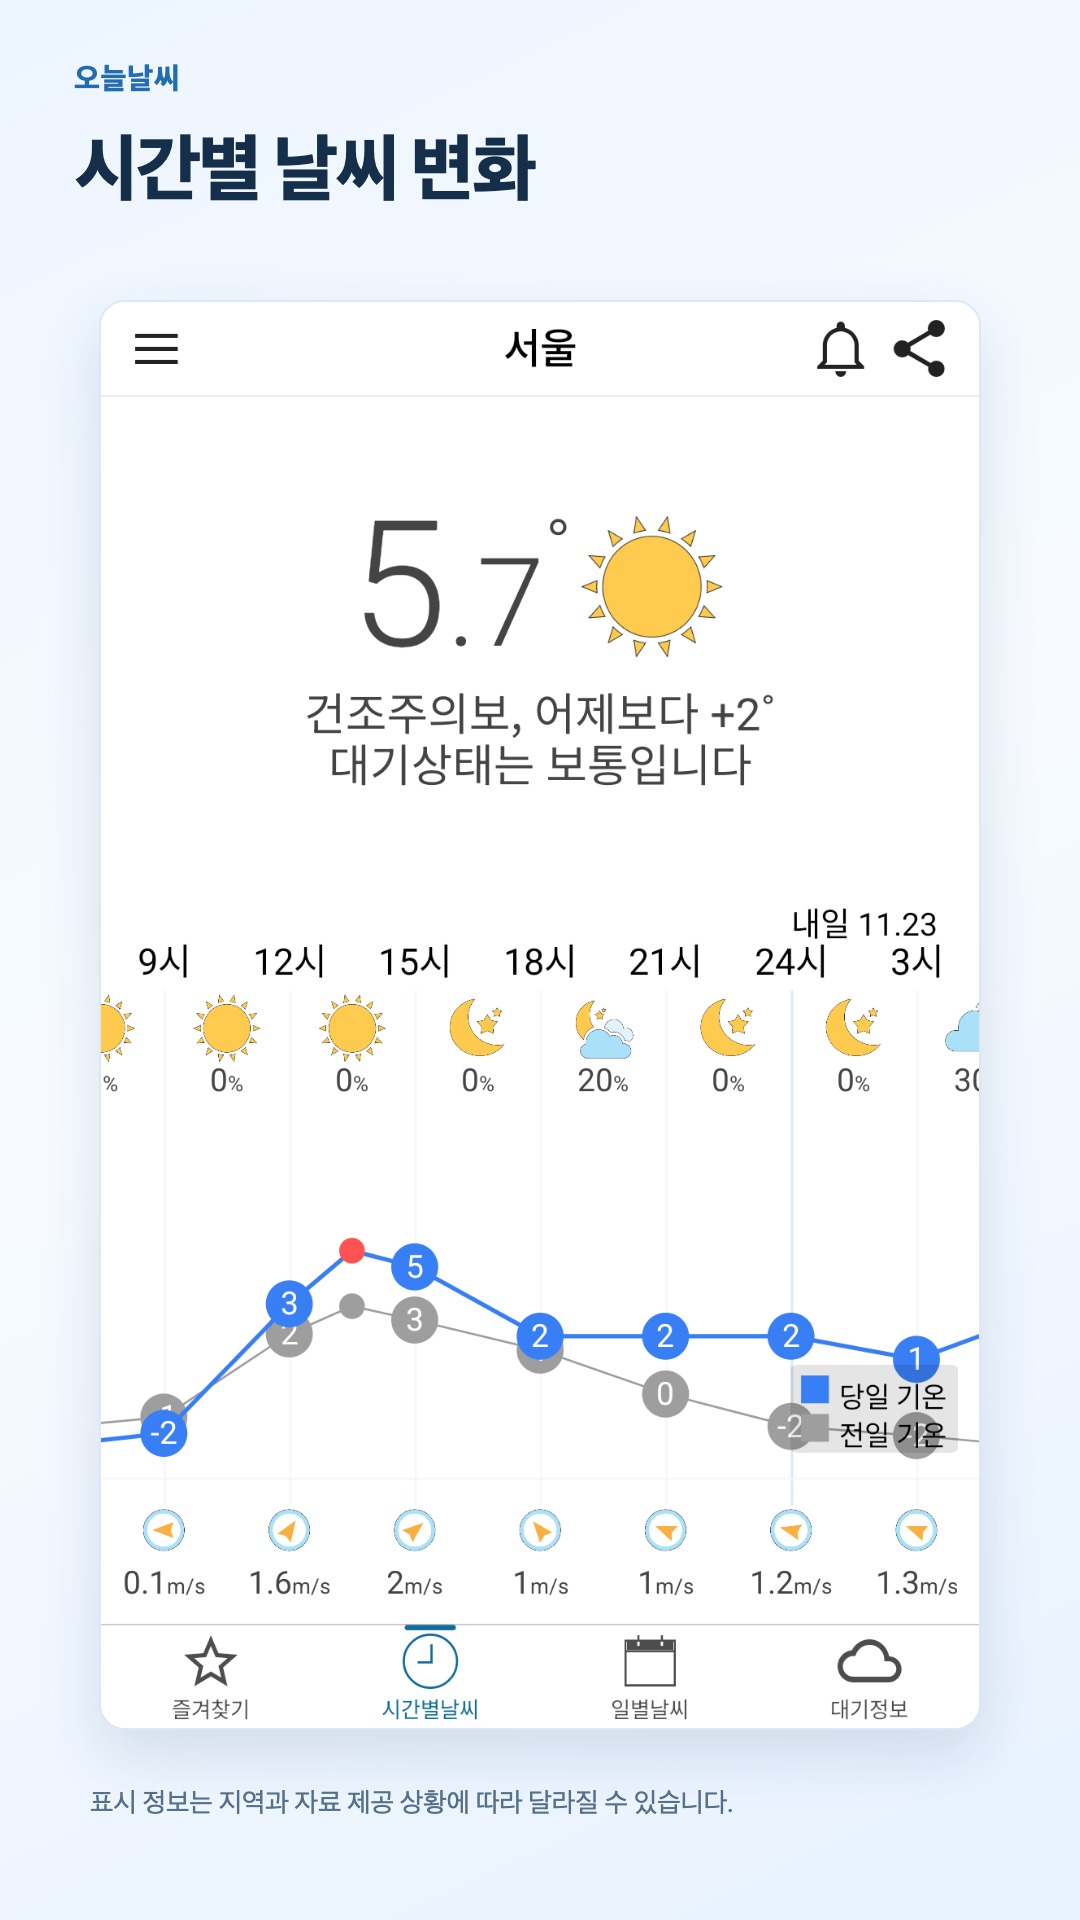 오늘날씨
시간별 날씨 변화
서울
5.7°
건조주의보, 어제보다 +2°
대기상태는 보통입니다
내일 11.23
9시 12시 15시 18시 21시 24시 3시
% 0% 0% 0% 20% 0% 0% 30
5
3
3
2
2 2 2
1
0
-2
-2
당일 기온
전일 기온
0.1m/s 1.6m/s 2m/s 1m/s 1m/s 1.2m/s 1.3m/s
즐겨찾기 시간별날씨 일별날씨 대기정보
표시 정보는 지역과 자료 제공 상황에 따라 달라질 수 있습니다.